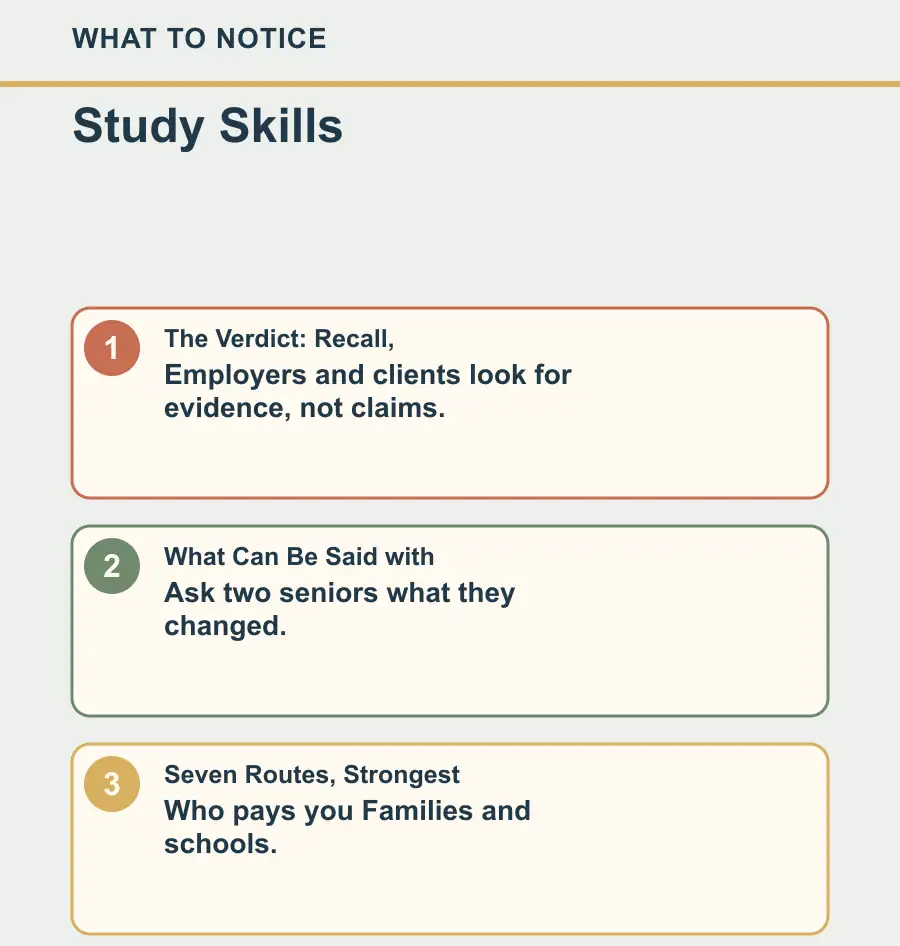 WHAT TO NOTICE
Study Skills
1
The Verdict: Recall,
Employers and clients look for
evidence, not claims.
2
What Can Be Said with
Ask two seniors what they
changed.
3
Seven Routes, Strongest
Who pays you Families and
schools.